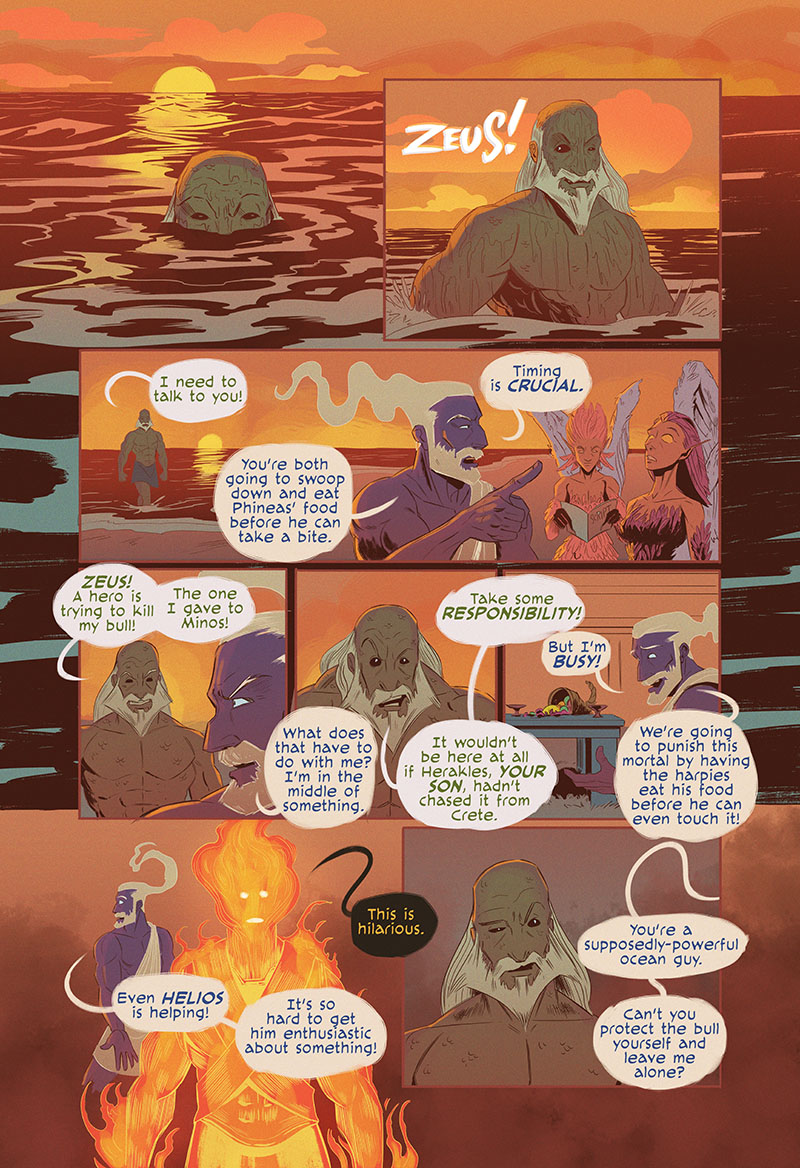 ZEUS!
I need to
talk to you!
Timing
is CRUCIAL.
You're both
going to swoop
down and eat
Phineas' food
before he can
take a bite.
ZEUS!
A hero is
trying to kill
my bull!
The one
I gave to
Minos!
What does
that have to
do with me?
I'm in the
middle of
something.
Take some
RESPONSIBILITY!
It wouldn't
be here at all
if Herakles, YOUR
SON, hadn't
chased it from
Crete.
But I'm
BUSY!
We're going
to punish this
mortal by having
the harpies
eat his food
before he can
even touch it!
Even HELIOS
is helping!
It's so
hard to get
him enthusiastic
about something!
This is
hilarious.
You're a
supposedly-powerful
ocean guy.
Can't you
protect the bull
yourself and
leave me
alone?